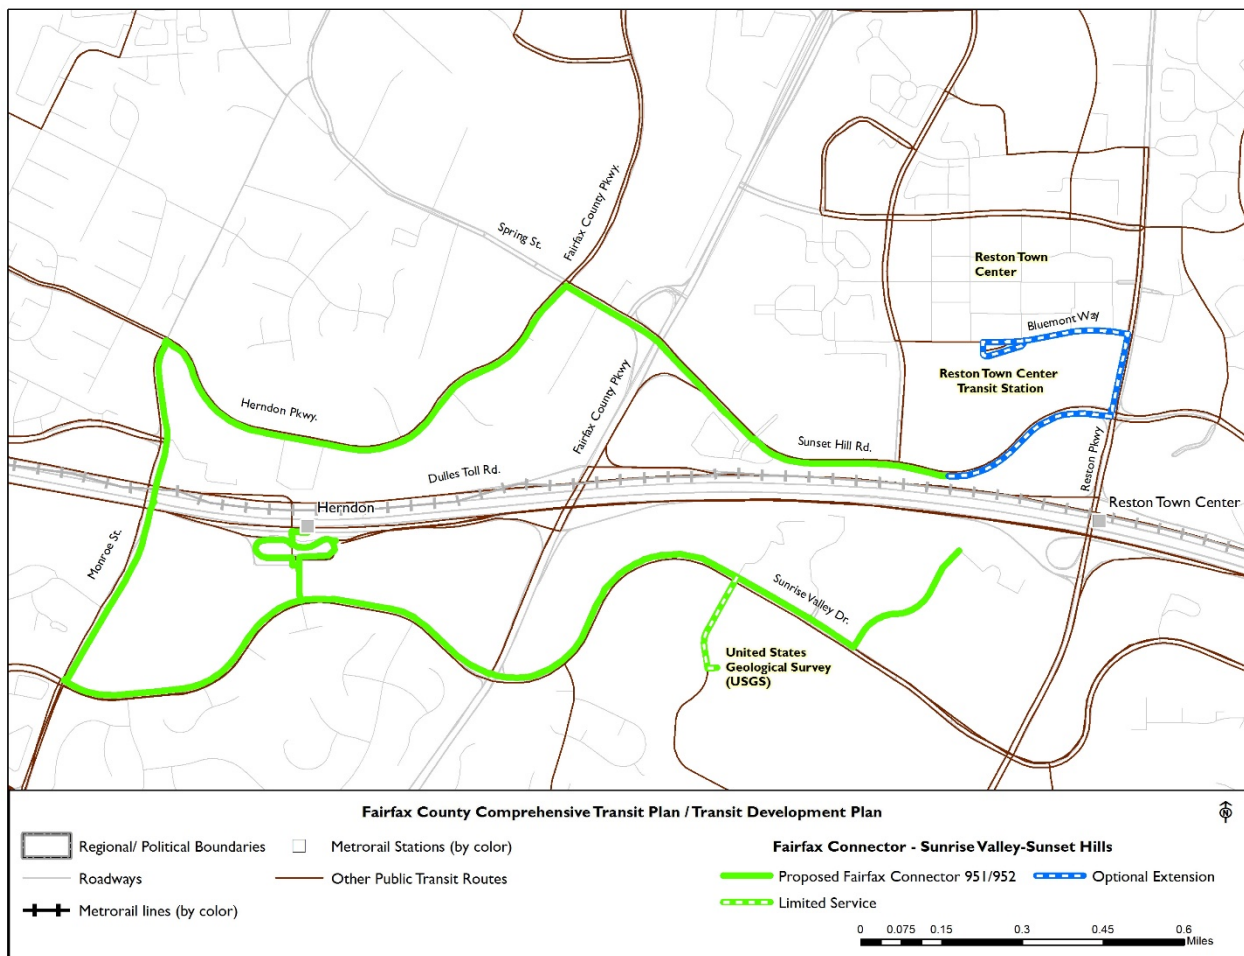 Fairfax County Pkwy.
Spring St.
Reston Town
Center
Bluemont Way
Reston Town Center
Transit Station
Herndon Pkwy.
Fairfax County Pkwy
Sunset Hill Rd.
Dulles Toll Rd.
Reston Pkwy
Herndon
Reston Town Center
Monroe St.
Sunrise Valley Dr.
United States
Geological Survey
(USGS)
Fairfax County Comprehensive Transit Plan / Transit Development Plan
N
Regional/ Political Boundaries
Metrorail Stations (by color)
Fairfax Connector - Sunrise Valley-Sunset Hills
Roadways
Other Public Transit Routes
Proposed Fairfax Connector 951/952
Optional Extension
Metrorail lines (by color)
Limited Service
0 0.075 0.15 0.3 0.45 0.6
Miles